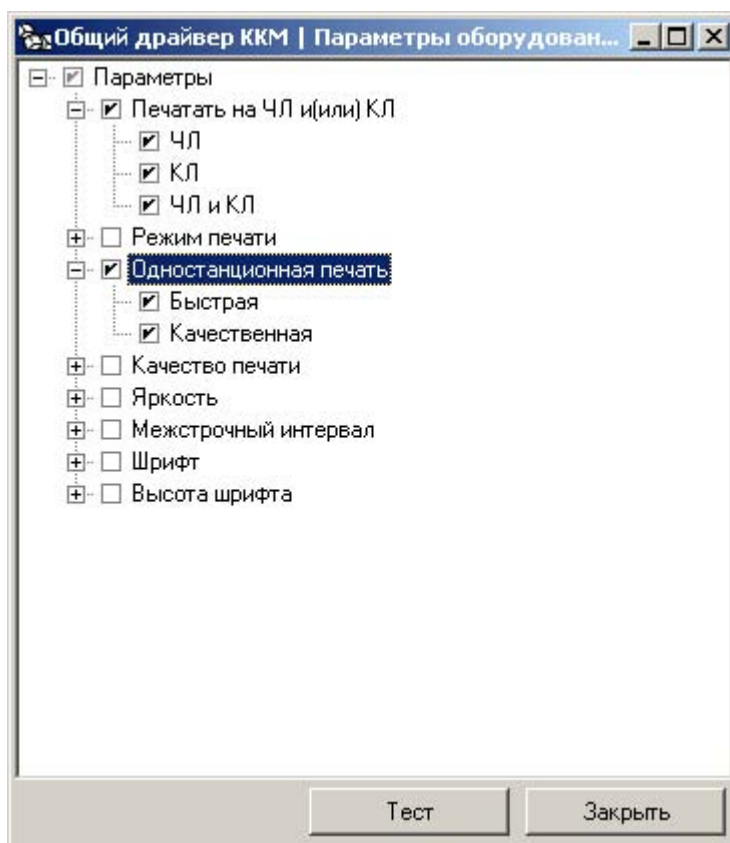 Общий драйвер ККМ | Параметры оборудован...
Параметры
Печатать на ЧЛ и(или) КЛ
ЧЛ
КЛ
ЧЛ и КЛ
Режим печати
Одностанционная печать
Быстрая
Качественная
Качество печати
Яркость
Межстрочный интервал
Шрифт
Высота шрифта
Тест Закрыть